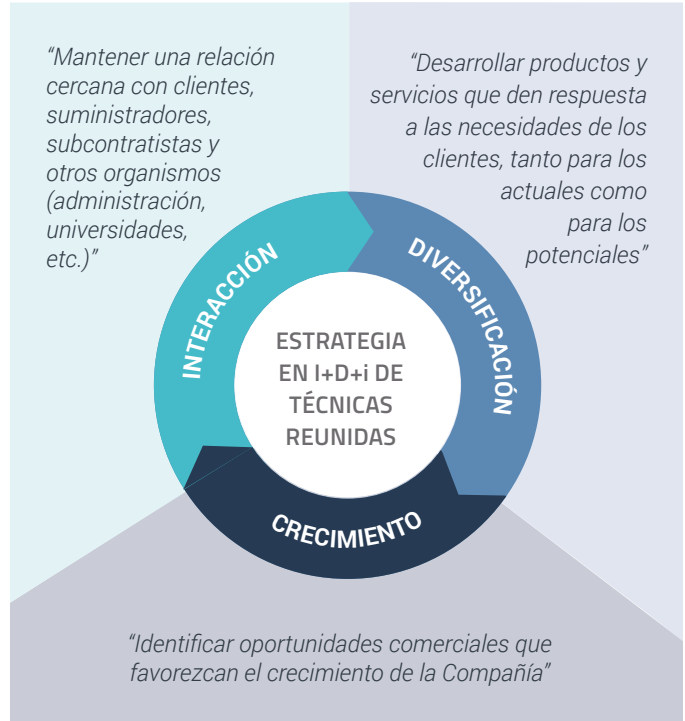 “Mantener una relación
cercana con clientes,
suministradores,
subcontratistas y
otros organismos
(administración,
universidades,
etc.)”
“Desarrollar productos y
servicios que den respuesta
a las necesidades de los
clientes, tanto para los
actuales como
para los
potenciales”
INTERACCIÓN
DIVERSIFICACIÓN
ESTRATEGIA
EN I+D+i DE
TÉCNICAS
REUNIDAS
CRECIMIENTO
“Identificar oportunidades comerciales que
favorezcan el crecimiento de la Compañía”